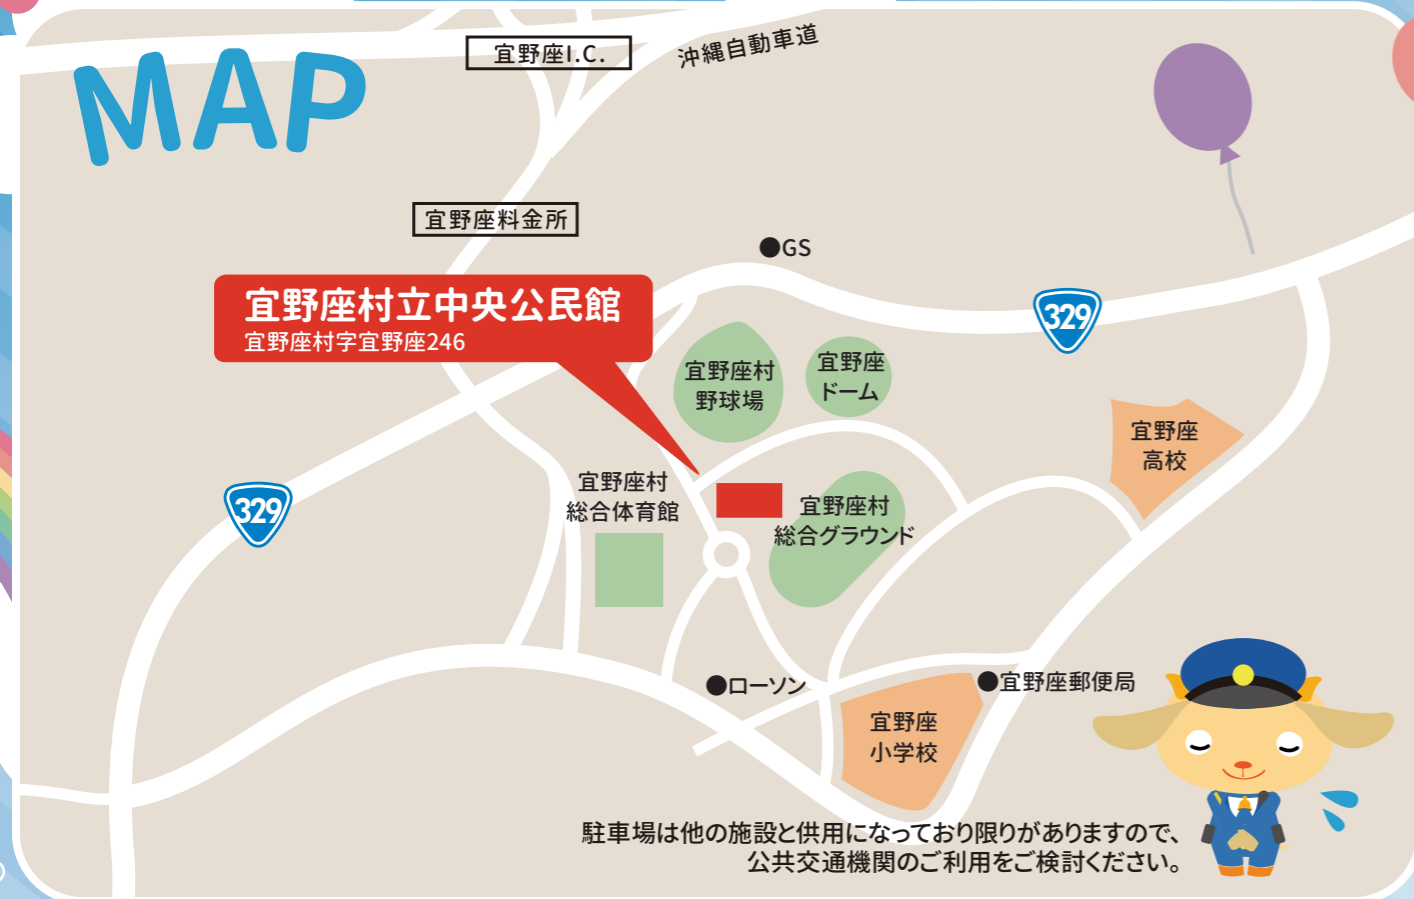 MAP
宜野座I.C.
沖縄自動車道
宜野座料金所
●GS
宜野座村立中央公民館
宜野座村字宜野座246
329
宜野座村
野球場
宜野座
ドーム
宜野座
高校
329
宜野座村
総合体育館
宜野座村
総合グラウンド
●ローソン
●宜野座郵便局
宜野座
小学校
駐車場は他の施設と供用になっており限りがありますので、
公共交通機関のご利用をご検討ください。